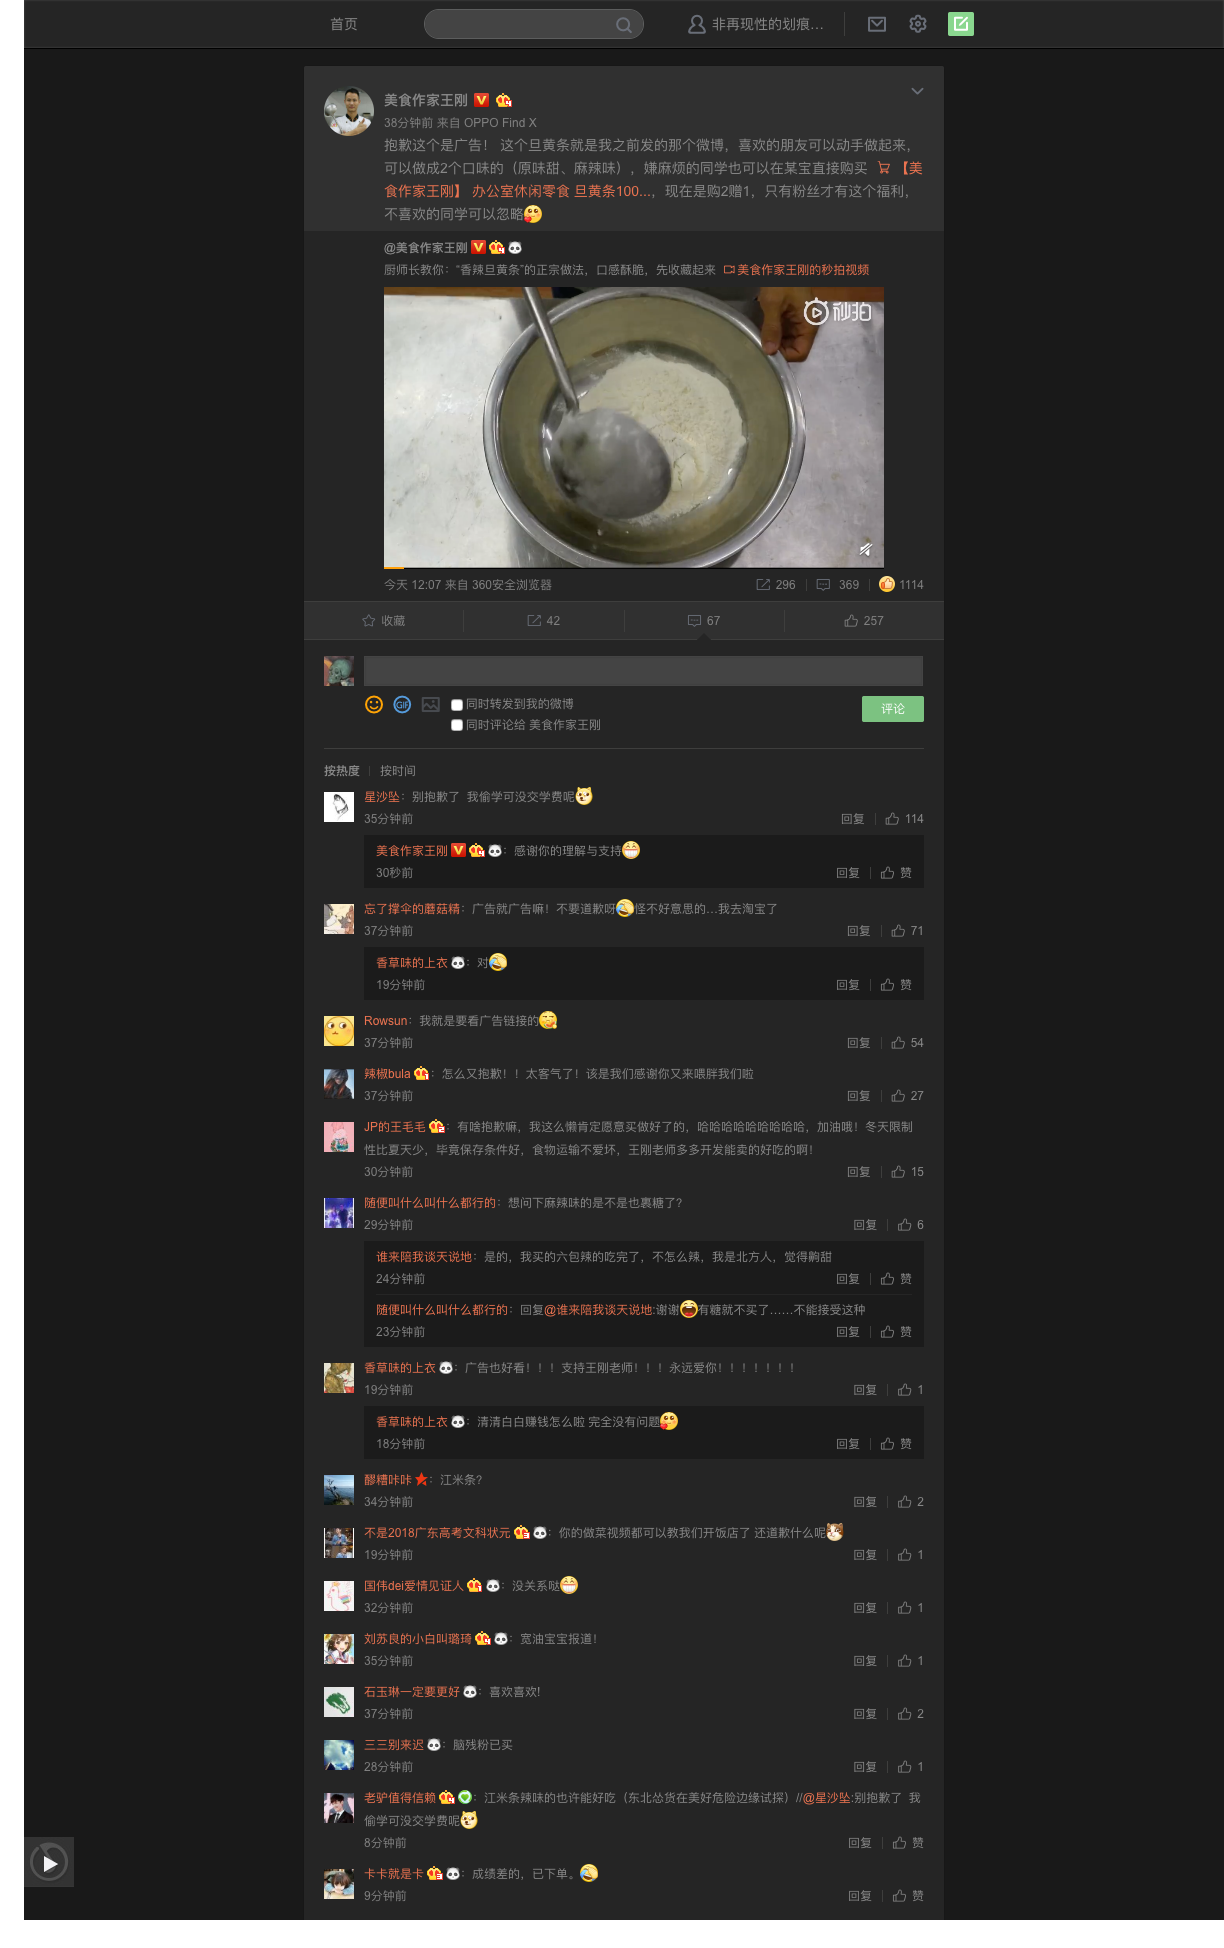 首页
非再现性的划痕...
美食作家王刚
38分钟前 来自 OPPO Find X
抱歉这个是广告！ 这个旦黄条就是我之前发的那个微博，喜欢的朋友可以动手做起来，
可以做成2个口味的（原味甜、麻辣味），嫌麻烦的同学也可以在某宝直接购买 【美
食作家王刚】 办公室休闲零食 旦黄条100...，现在是购2赠1，只有粉丝才有这个福利，
不喜欢的同学可以忽略
@美食作家王刚
厨师长教你：“香辣旦黄条”的正宗做法，口感酥脆，先收藏起来 美食作家王刚的秒拍视频
秒拍
今天 12:07 来自 360安全浏览器 296 369 1114
收藏 42 67 257
GIF 同时转发到我的微博 评论
同时评论给 美食作家王刚
按热度 按时间
星沙坠：别抱歉了 我偷学可没交学费呢
35分钟前 回复 114
美食作家王刚：感谢你的理解与支持
30秒前 回复 赞
忘了撑伞的蘑菇精：广告就广告嘛！不要道歉呀怪不好意思的...我去淘宝了
37分钟前 回复 71
香草味的上衣：对
19分钟前 回复 赞
Rowsun：我就是要看广告链接的
37分钟前 回复 54
辣椒bula：怎么又抱歉！！太客气了！该是我们感谢你又来喂胖我们啦
37分钟前 回复 27
JP的王毛毛：有啥抱歉嘛，我这么懒肯定愿意买做好了的，哈哈哈哈哈哈哈哈哈，加油哦！冬天限制
性比夏天少，毕竟保存条件好，食物运输不爱坏，王刚老师多多开发能卖的好吃的啊！
30分钟前 回复 15
随便叫什么叫什么都行的：想问下麻辣味的是不是也裹糖了?
29分钟前 回复 6
谁来陪我谈天说地：是的，我买的六包辣的吃完了，不怎么辣，我是北方人，觉得齁甜
24分钟前 回复 赞
随便叫什么叫什么都行的：回复@谁来陪我谈天说地:谢谢有糖就不买了……不能接受这种
23分钟前 回复 赞
香草味的上衣：广告也好看！！！支持王刚老师！！！永远爱你！！！！！！！
19分钟前 回复 1
香草味的上衣：清清白白赚钱怎么啦 完全没有问题
18分钟前 回复 赞
醪糟咔咔：江米条?
34分钟前 回复 2
不是2018广东高考文科状元：你的做菜视频都可以教我们开饭店了 还道歉什么呢
19分钟前 回复 1
国伟dei爱情见证人：没关系哒
32分钟前 回复 1
刘苏良的小白叫璐琦：宽油宝宝报道！
35分钟前 回复 1
石玉琳一定要更好：喜欢喜欢!
37分钟前 回复 2
三三别来迟：脑残粉已买
28分钟前 回复 1
老驴值得信赖：江米条辣味的也许能好吃（东北怂货在美好危险边缘试探）//@星沙坠:别抱歉了 我
偷学可没交学费呢
8分钟前 回复 赞
卡卡就是卡：成绩差的，已下单。
9分钟前 回复 赞